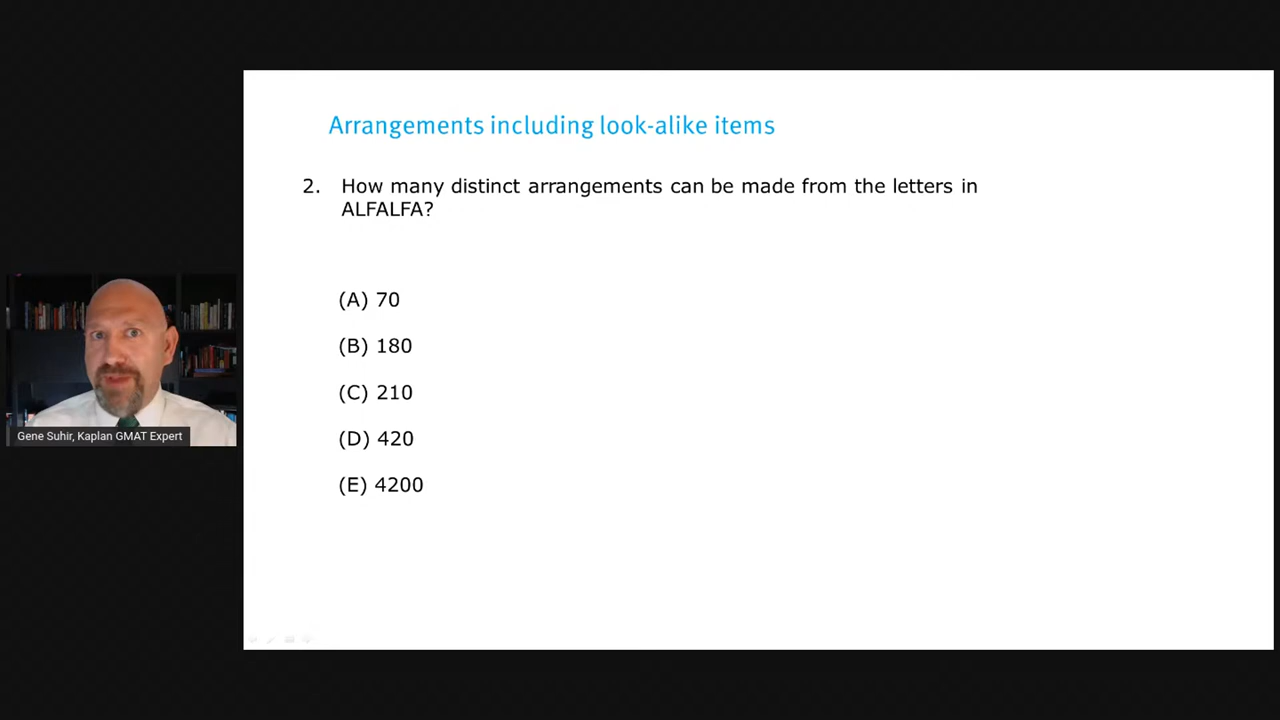 Arrangements including look-alike items
2. How many distinct arrangements can be made from the letters in
ALFALFA?
(A) 70
(B) 180
(C) 210
(D) 420
(E) 4200
Gene Suhir, Kaplan GMAT Expert